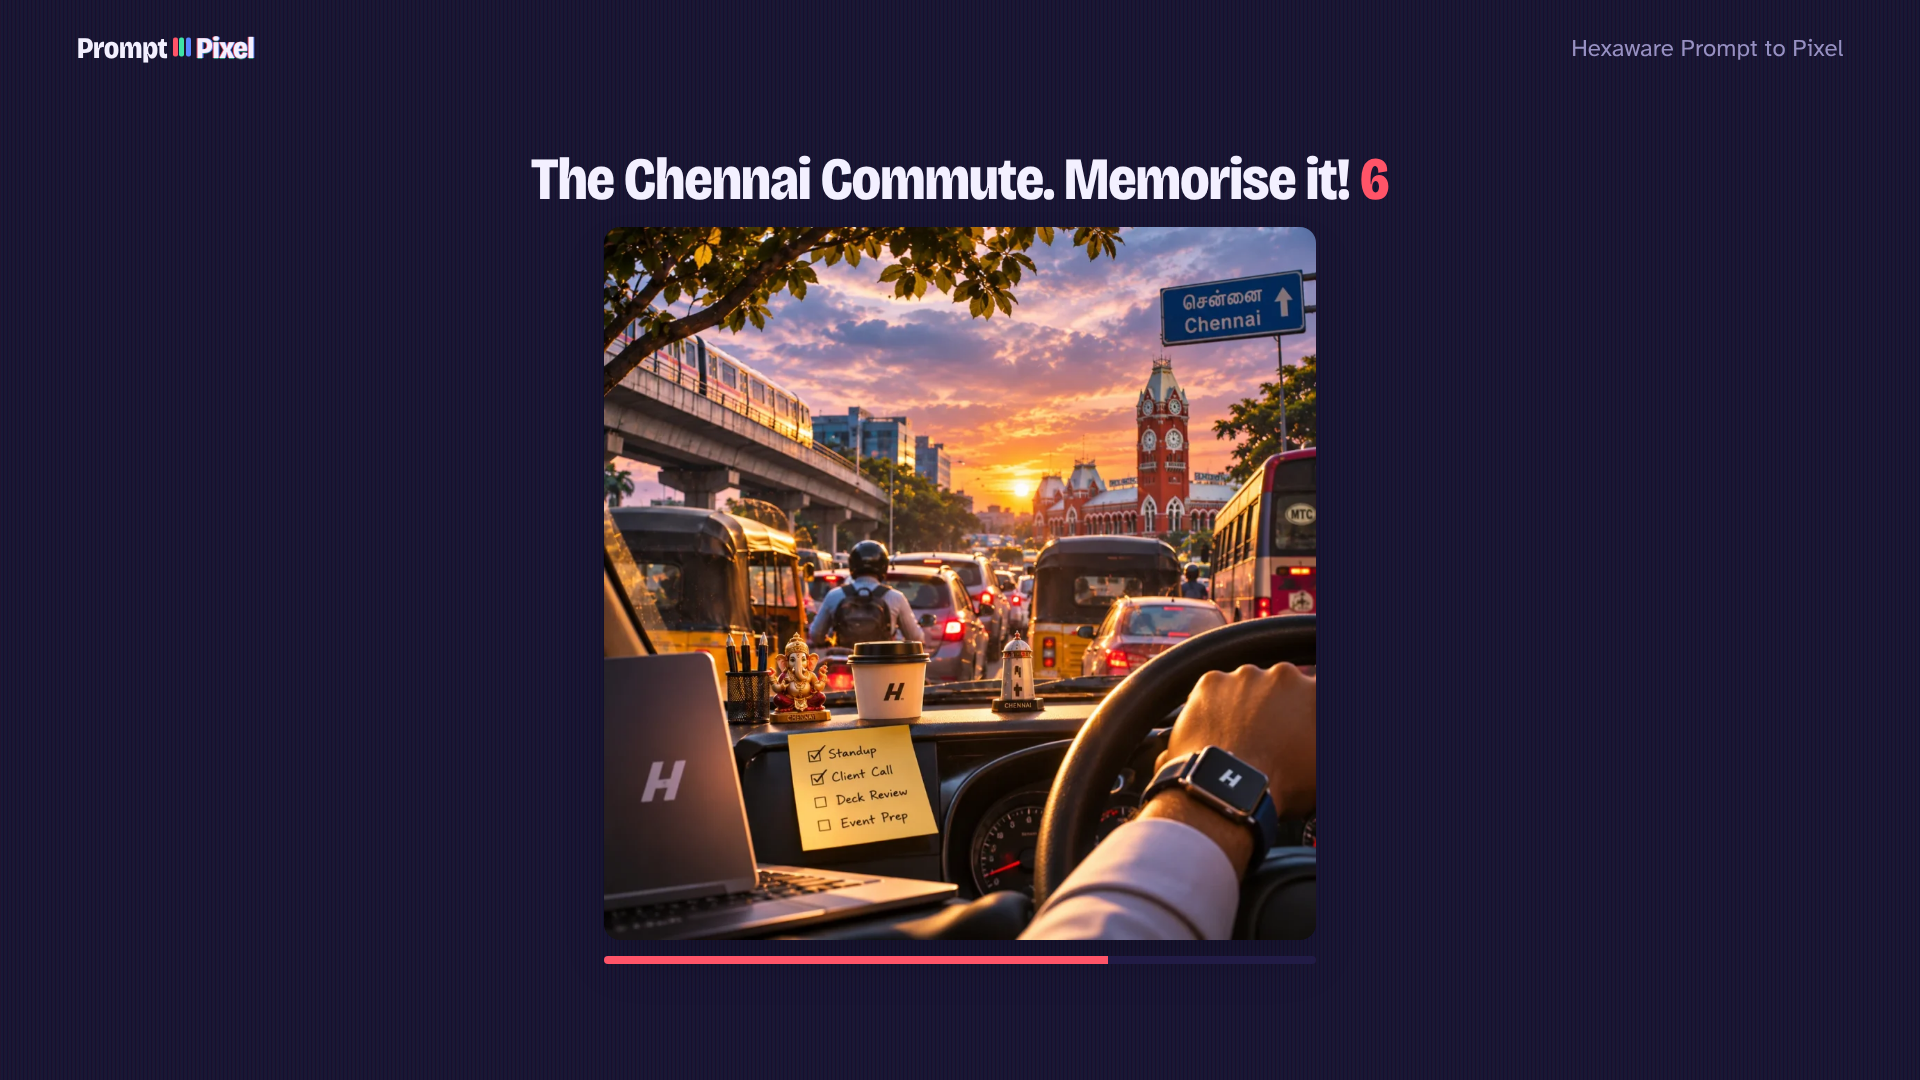 Prompt Pixel
Hexaware Prompt to Pixel
The Chennai Commute. Memorise it! 6
சென்னை
Chennai
MTC
H
CHENNAI
CHENNAI
Standup
Client Call
Deck Review
Event Prep
H
H